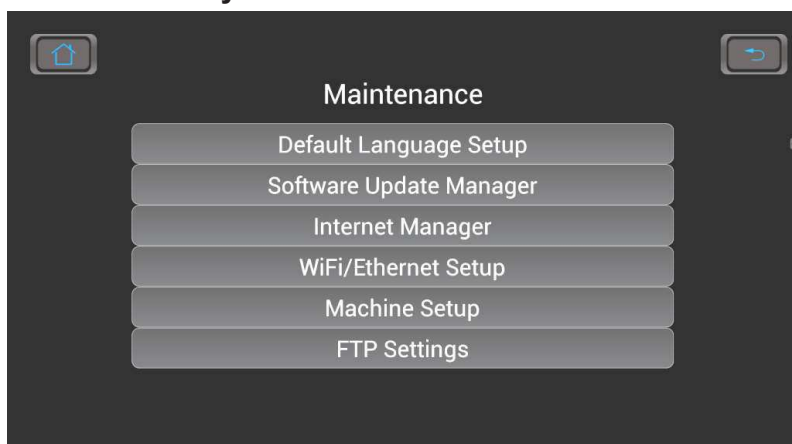 Maintenance
Default Language Setup
Software Update Manager
Internet Manager
WiFi/Ethernet Setup
Machine Setup
FTP Settings